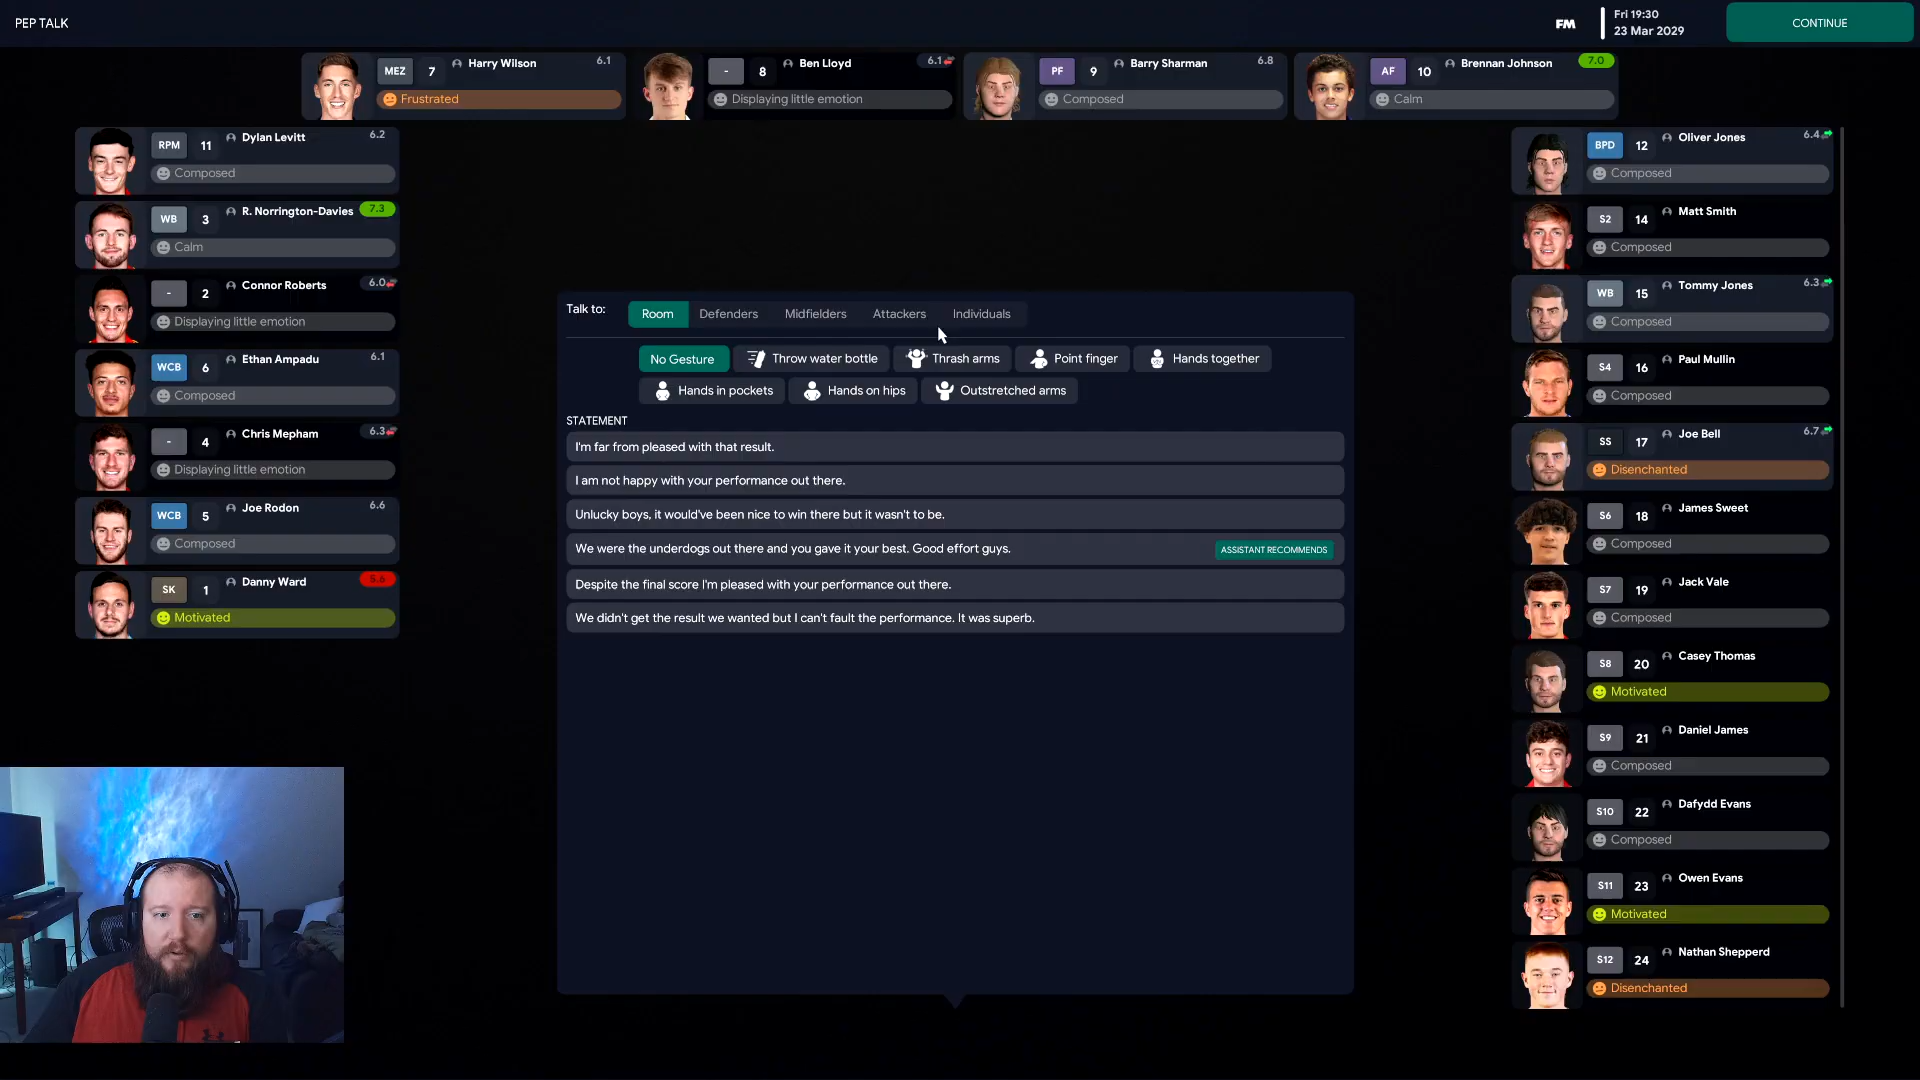 PEP TALK
FM
Fri 19:30
23 Mar 2029
CONTINUE
MEZ 7 Harry Wilson 6.1
Frustrated
- 8 Ben Lloyd 6.1
Displaying little emotion
PF 9 Barry Sharman 6.8
Composed
AF 10 Brennan Johnson 7.0
Calm
RPM 11 Dylan Levitt 6.2
Composed
WB 3 R. Norrington-Davies 7.3
Calm
- 2 Connor Roberts 6.0
Displaying little emotion
WCB 6 Ethan Ampadu 6.1
Composed
- 4 Chris Mepham 6.3
Displaying little emotion
WCB 5 Joe Rodon 6.6
Composed
SK 1 Danny Ward 5.6
Motivated
Talk to: Room Defenders Midfielders Attackers Individuals
No Gesture Throw water bottle Thrash arms Point finger Hands together
Hands in pockets Hands on hips Outstretched arms
STATEMENT
I'm far from pleased with that result.
I am not happy with your performance out there.
Unlucky boys, it would've been nice to win there but it wasn't to be.
We were the underdogs out there and you gave it your best. Good effort guys. ASSISTANT RECOMMENDS
Despite the final score I'm pleased with your performance out there.
We didn't get the result we wanted but I can't fault the performance. It was superb.
BPD 12 Oliver Jones 6.4
Composed
S2 14 Matt Smith
Composed
WB 15 Tommy Jones 6.3
Composed
S4 16 Paul Mullin
Composed
SS 17 Joe Bell 6.7
Disenchanted
S6 18 James Sweet
Composed
S7 19 Jack Vale
Composed
S8 20 Casey Thomas
Motivated
S9 21 Daniel James
Composed
S10 22 Dafydd Evans
Composed
S11 23 Owen Evans
Motivated
S12 24 Nathan Shepperd
Disenchanted